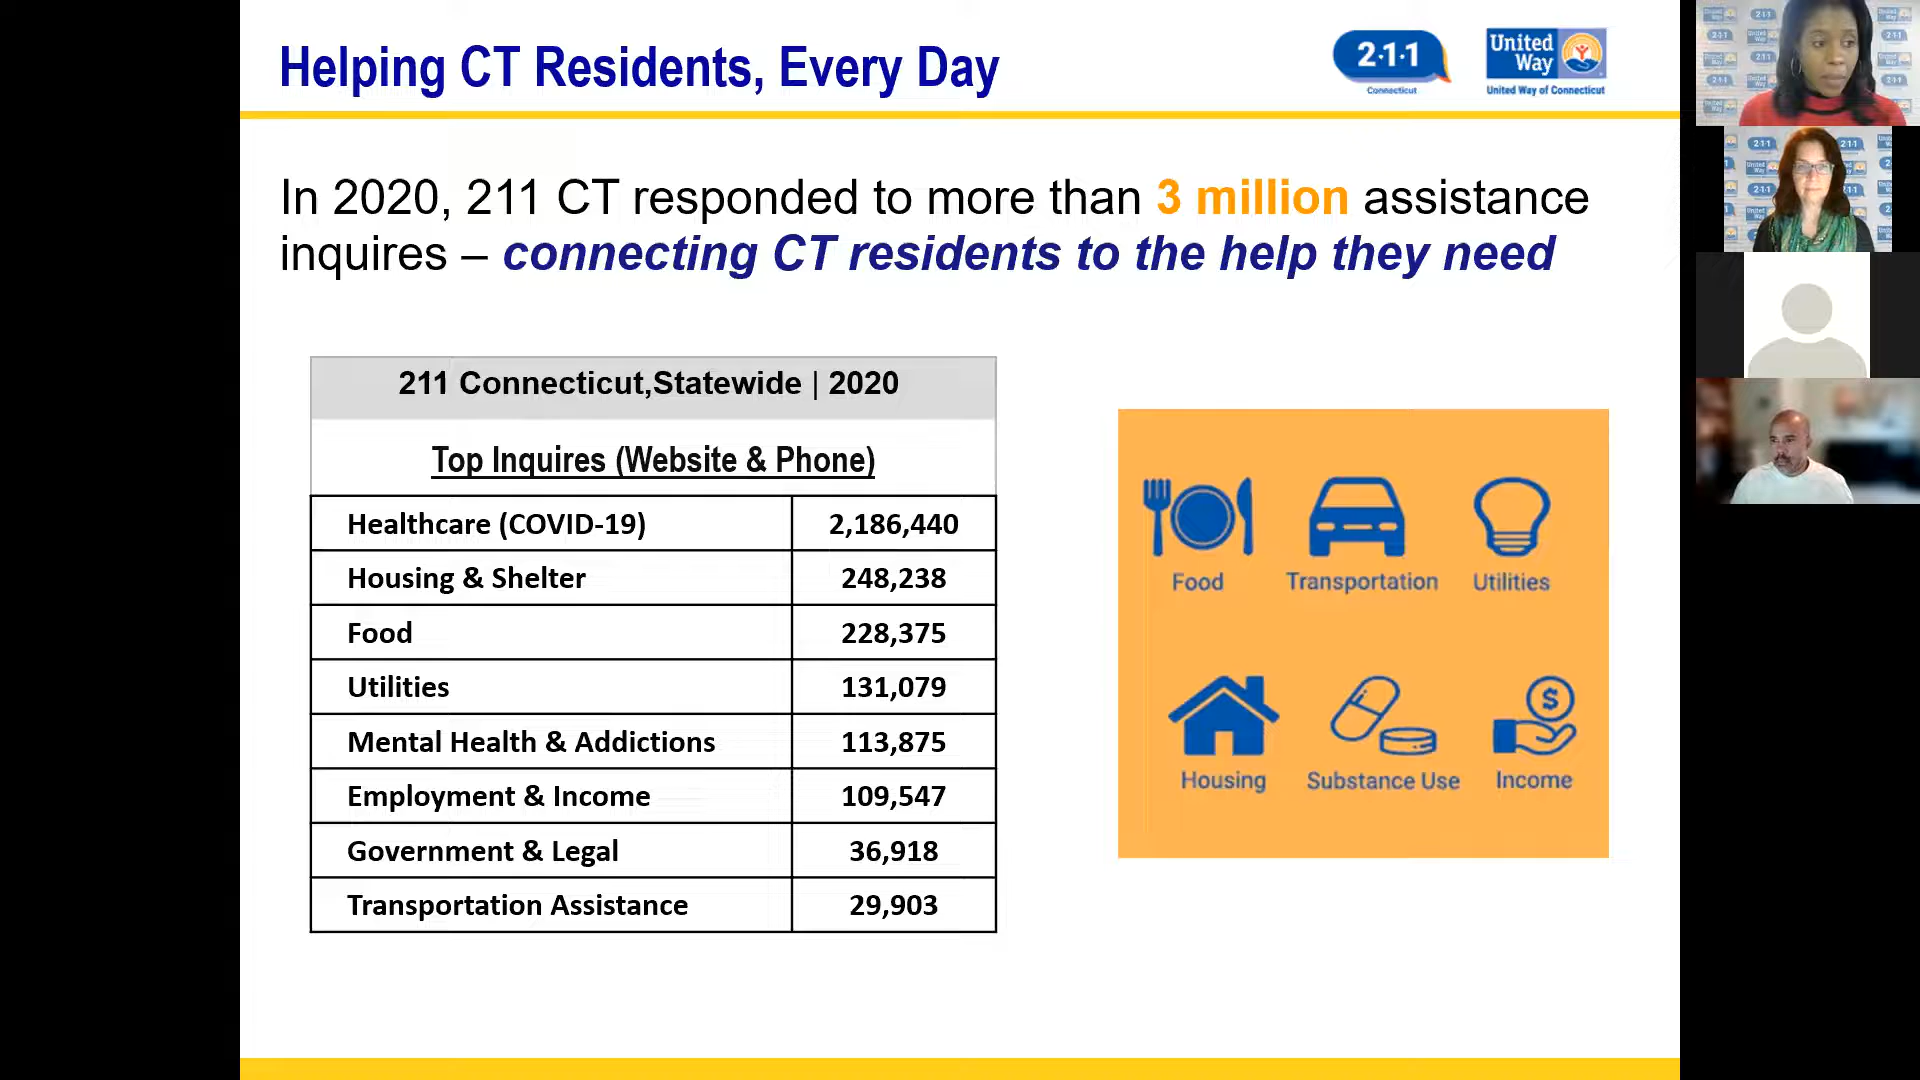 Helping CT Residents, Every Day
2·1·1
Connecticut
United
Way
United Way of Connecticut
In 2020, 211 CT responded to more than 3 million assistance
inquires – connecting CT residents to the help they need
211 Connecticut,Statewide | 2020
Top Inquires (Website & Phone)
Healthcare (COVID-19) 2,186,440
Housing & Shelter 248,238
Food 228,375
Utilities 131,079
Mental Health & Addictions 113,875
Employment & Income 109,547
Government & Legal 36,918
Transportation Assistance 29,903
Food Transportation Utilities
$
Housing Substance Use Income